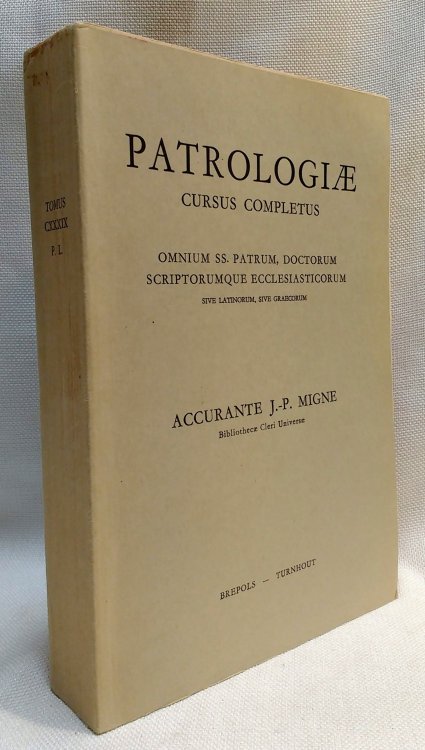 TOMUS
CXXXIX
P. L.
PATROLOGIÆ
CURSUS COMPLETUS
OMNIUM SS. PATRUM, DOCTORUM
SCRIPTORUMQUE ECCLESIASTICORUM
SIVE LATINORUM, SIVE GRAECORUM
ACCURANTE J.-P. MIGNE
Bibliothecæ Cleri Universæ
BREPOLS — TURNHOUT